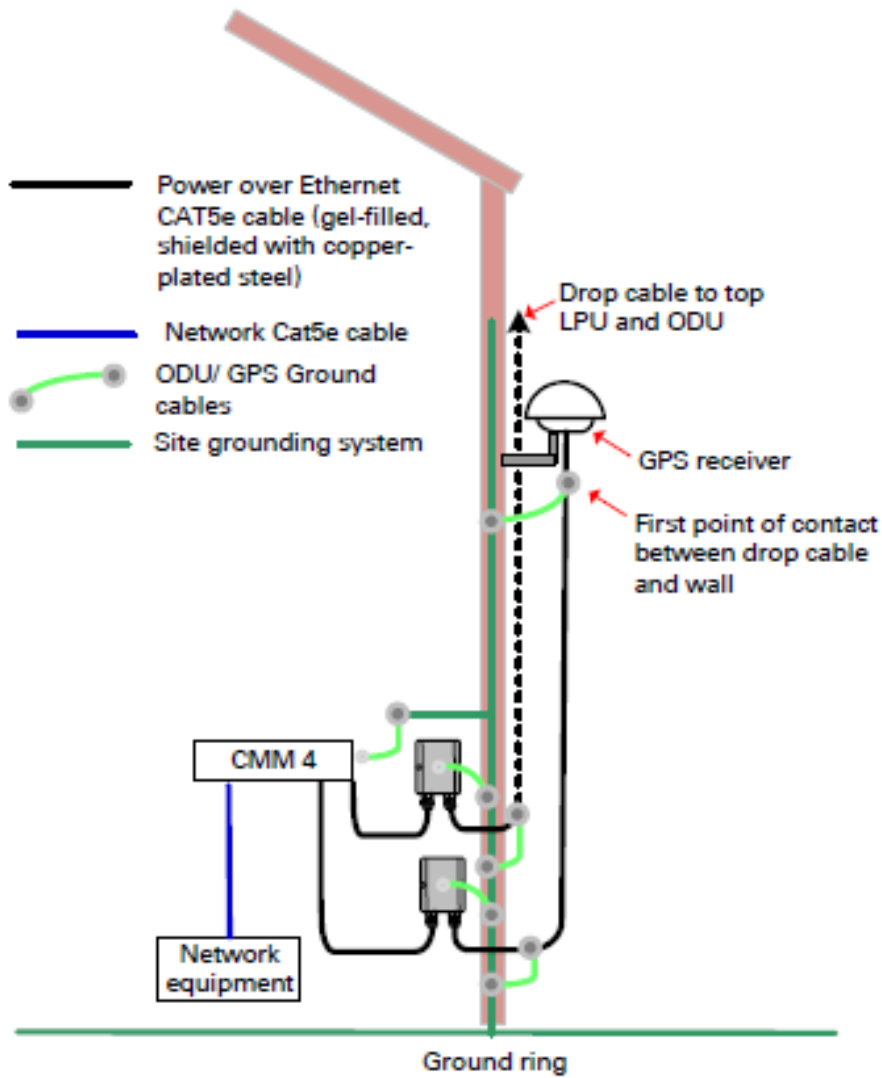 Power over Ethernet
CAT5e cable (gel-filled,
shielded with copper-
plated steel)
Network Cat5e cable
ODU/ GPS Ground
cables
Site grounding system
Drop cable to top
LPU and ODU
GPS receiver
First point of contact
between drop cable
and wall
CMM 4
Network
equipment
Ground ring